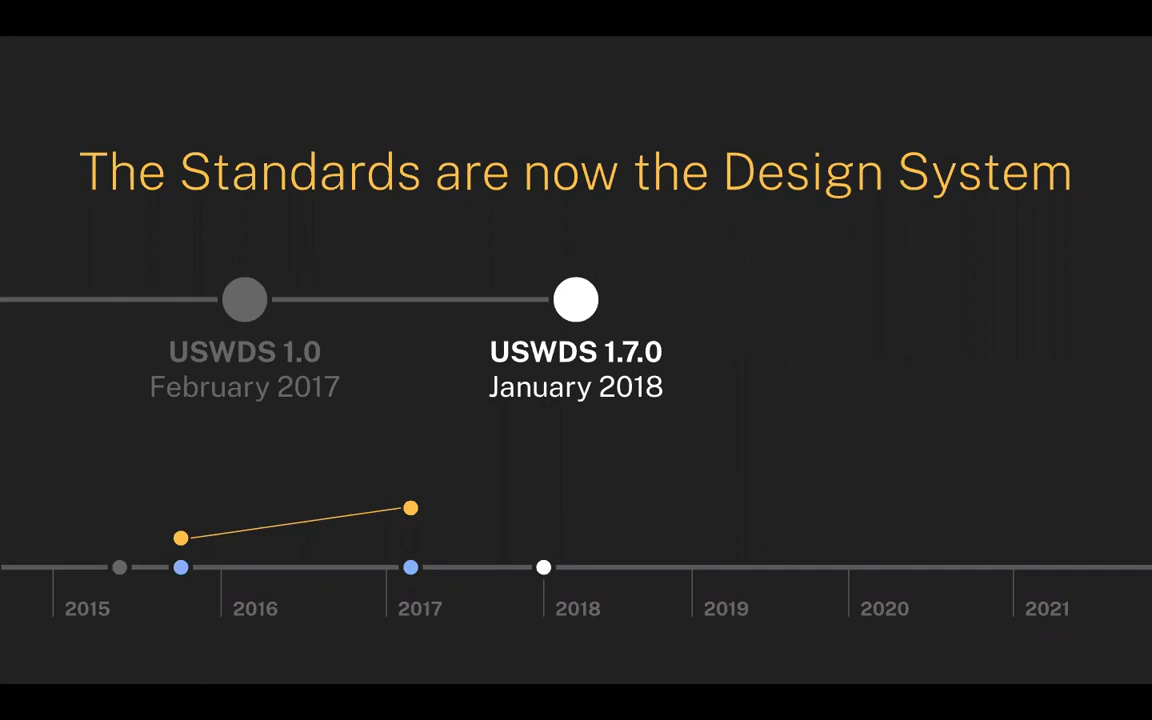 The Standards are now the Design System
USWDS 1.0
February 2017
USWDS 1.7.0
January 2018
2015
2016
2017
2018
2019
2020
2021